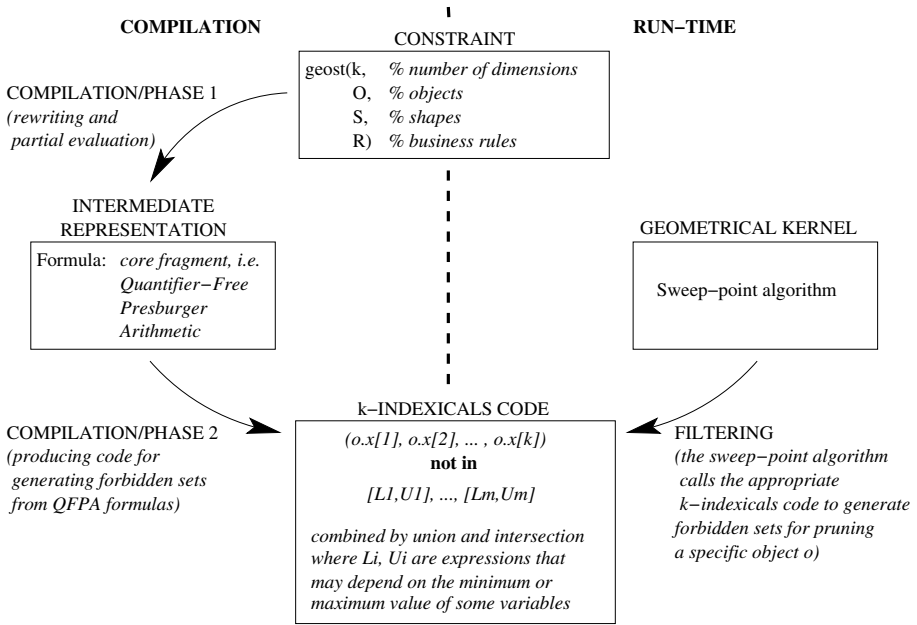 COMPILATION
RUN−TIME
CONSTRAINT
geost(k, % number of dimensions
O, % objects
S, % shapes
R) % business rules
COMPILATION/PHASE 1
(rewriting and
partial evaluation)
INTERMEDIATE
REPRESENTATION
Formula: core fragment, i.e.
Quantifier−Free
Presburger
Arithmetic
GEOMETRICAL KERNEL
Sweep−point algorithm
COMPILATION/PHASE 2
(producing code for
generating forbidden sets
from QFPA formulas)
k−INDEXICALS CODE
(o.x[1], o.x[2], ... , o.x[k])
not in
[L1,U1], ..., [Lm,Um]
combined by union and intersection
where Li, Ui are expressions that
may depend on the minimum or
maximum value of some variables
FILTERING
(the sweep−point algorithm
calls the appropriate
k−indexicals code to generate
forbidden sets for pruning
a specific object o)